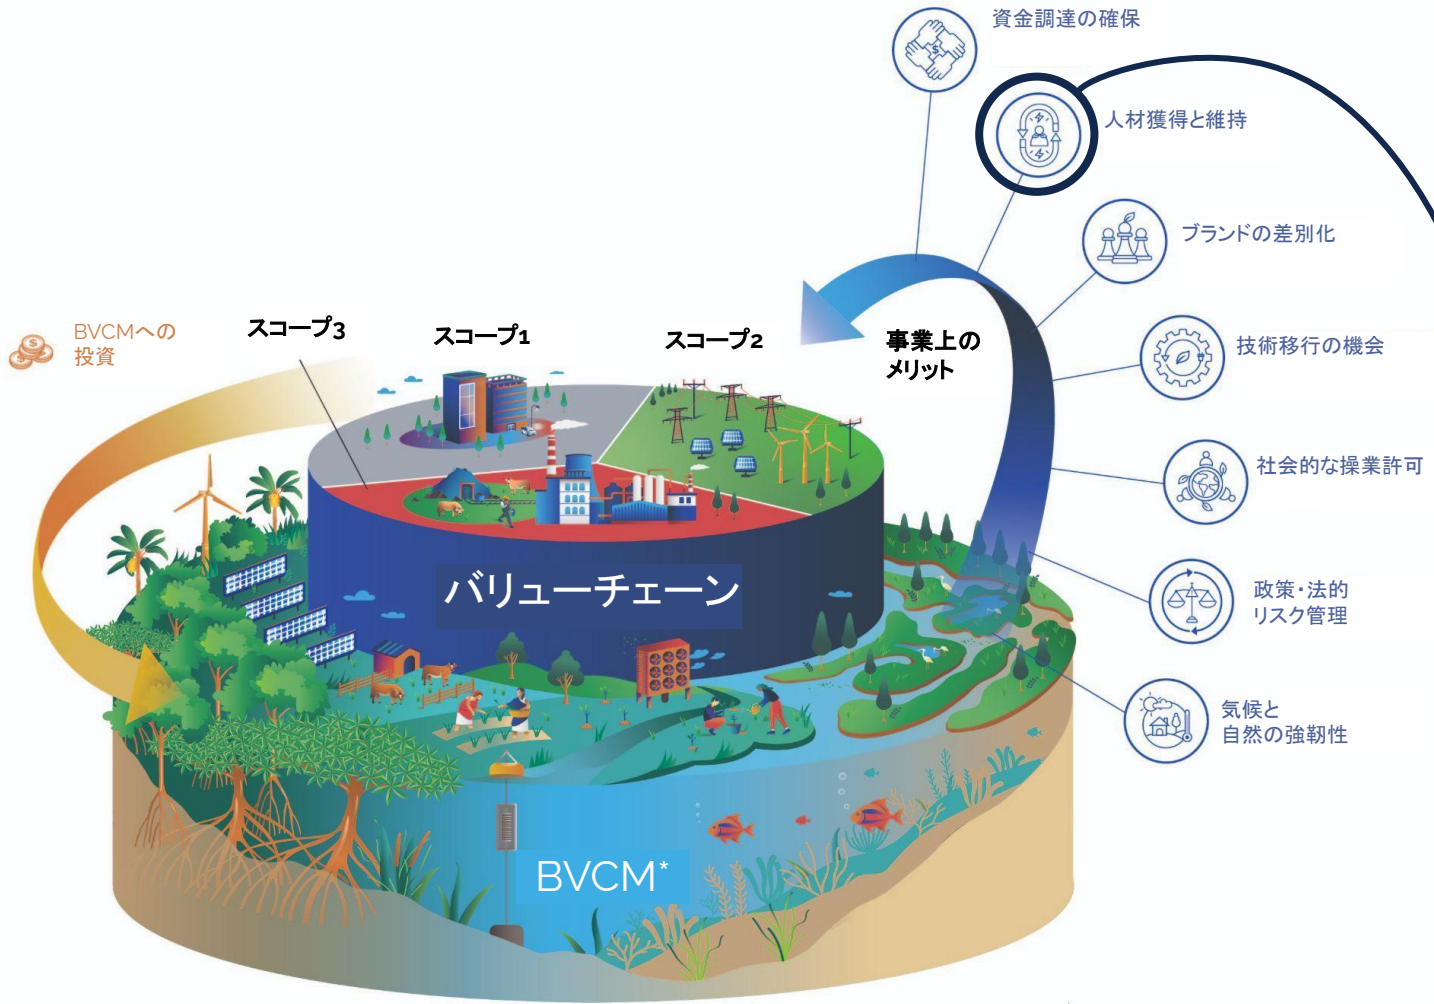 資金調達の確保
人材獲得と維持
ブランドの差別化
技術移行の機会
社会的な操業許可
政策・法的
リスク管理
気候と
自然の強靭性
BVCMへの
投資
スコープ3
スコープ1
スコープ2
事業上の
メリット
バリューチェーン
BVCM*